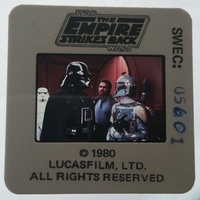 STAR
THE
EMPIRE
STRIKES BACK
WARS
SWEC:
05601
© 1980
LUCASFILM, LTD.
ALL RIGHTS RESERVED